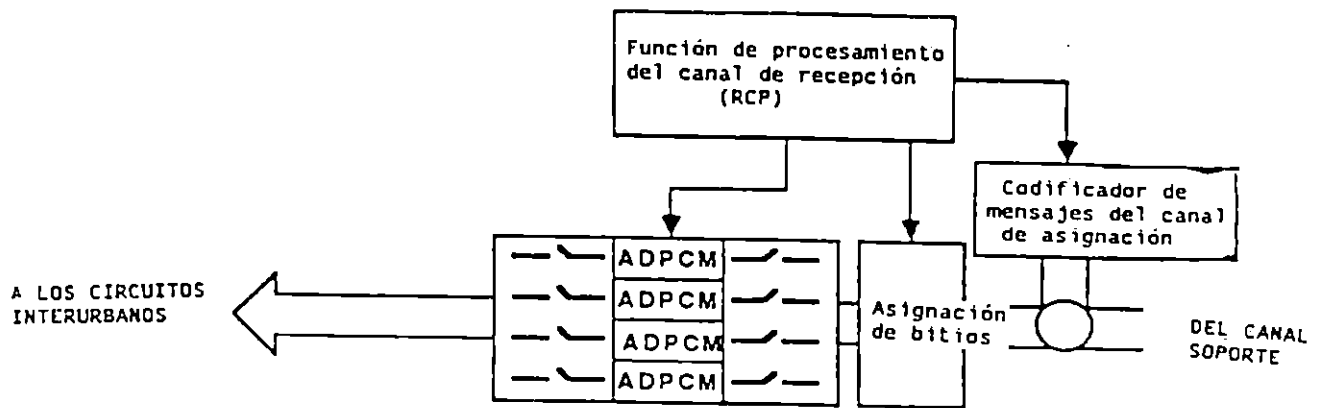 Función de procesamiento
del canal de recepción
(RCP)
Codificador de
mensajes del canal
de asignación
A LOS CIRCUITOS
INTERURBANOS
ADPCM
ADPCM
ADPCM
ADPCM
Asignación
de bitios
DEL CANAL
SOPORTE